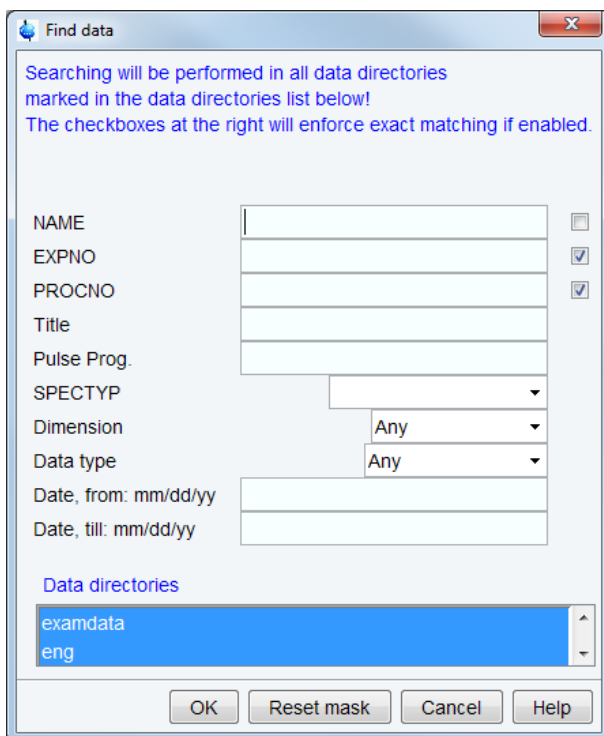 Find data
Searching will be performed in all data directories
marked in the data directories list below!
The checkboxes at the right will enforce exact matching if enabled.
NAME
EXPNO
PROCNO
Title
Pulse Prog.
SPECTYP
Dimension Any
Data type Any
Date, from: mm/dd/yy
Date, till: mm/dd/yy
Data directories
examdata
eng
OK Reset mask Cancel Help